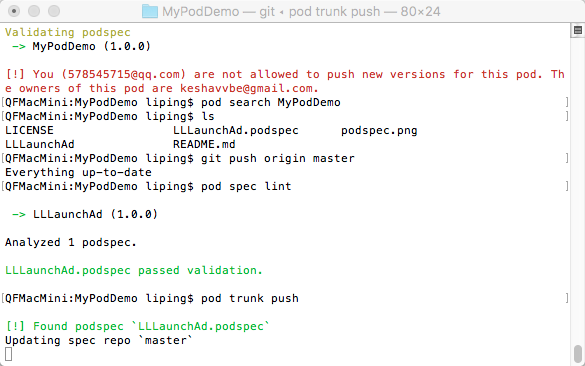 MyPodDemo — git ◂ pod trunk push — 80×24
Validating podspec
-> MyPodDemo (1.0.0)
[!] You (578545715@qq.com) are not allowed to push new versions for this pod. Th
e owners of this pod are keshavvbe@gmail.com.
[QFMacMini:MyPodDemo liping$ pod search MyPodDemo ]
[QFMacMini:MyPodDemo liping$ ls ]
LICENSE LLLaunchAd.podspec podspec.png
LLLaunchAd README.md
[QFMacMini:MyPodDemo liping$ git push origin master ]
Everything up-to-date
[QFMacMini:MyPodDemo liping$ pod spec lint ]
-> LLLaunchAd (1.0.0)
Analyzed 1 podspec.
LLLaunchAd.podspec passed validation.
[QFMacMini:MyPodDemo liping$ pod trunk push ]
[!] Found podspec `LLLaunchAd.podspec`
Updating spec repo `master`